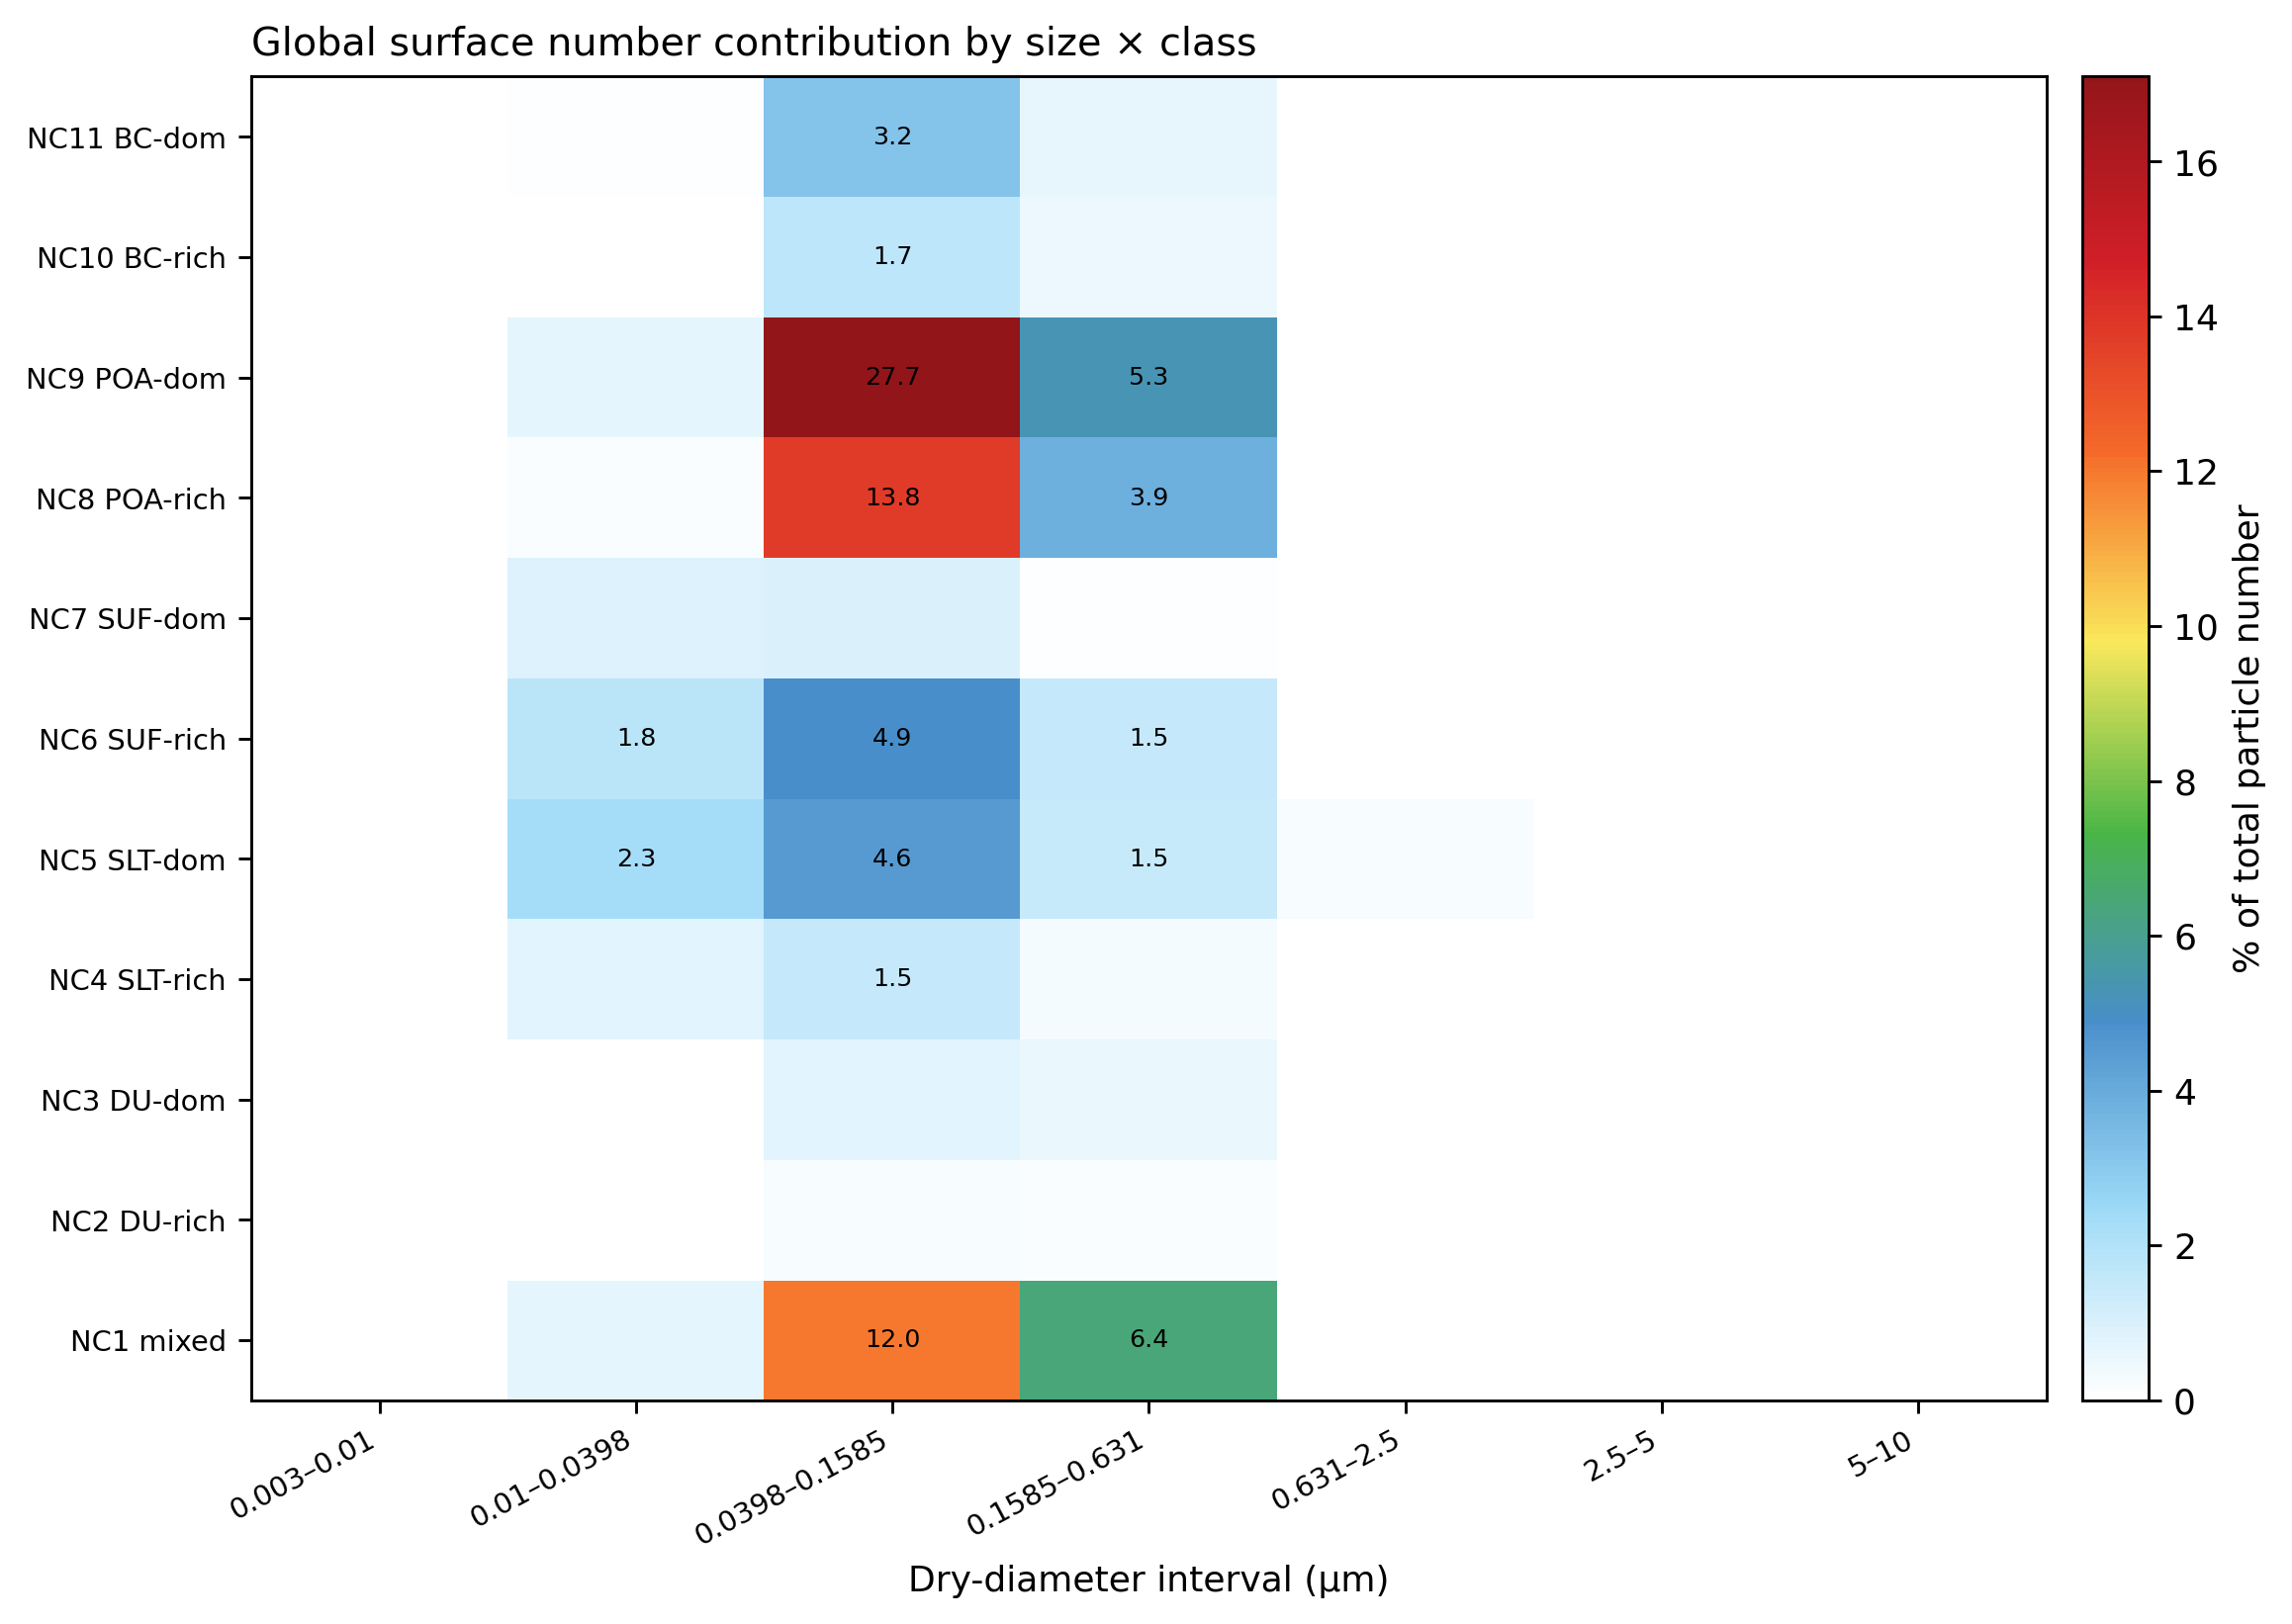 Global surface number contribution by size × class
NC11 BC-dom 3.2
NC10 BC-rich 1.7
NC9 POA-dom 27.7 5.3
NC8 POA-rich 13.8 3.9
NC7 SUF-dom
NC6 SUF-rich 1.8 4.9 1.5
NC5 SLT-dom 2.3 4.6 1.5
NC4 SLT-rich 1.5
NC3 DU-dom
NC2 DU-rich
NC1 mixed 12.0 6.4
0.003–0.01 0.01–0.0398 0.0398–0.1585 0.1585–0.631 0.631–2.5 2.5–5 5–10
Dry-diameter interval (μm)
16
14
12
10
8
6
4
2
0
% of total particle number